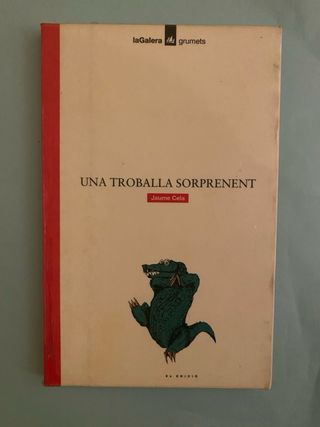 laGalera grumets
UNA TROBALLA SORPRENENT
Jaume Cela